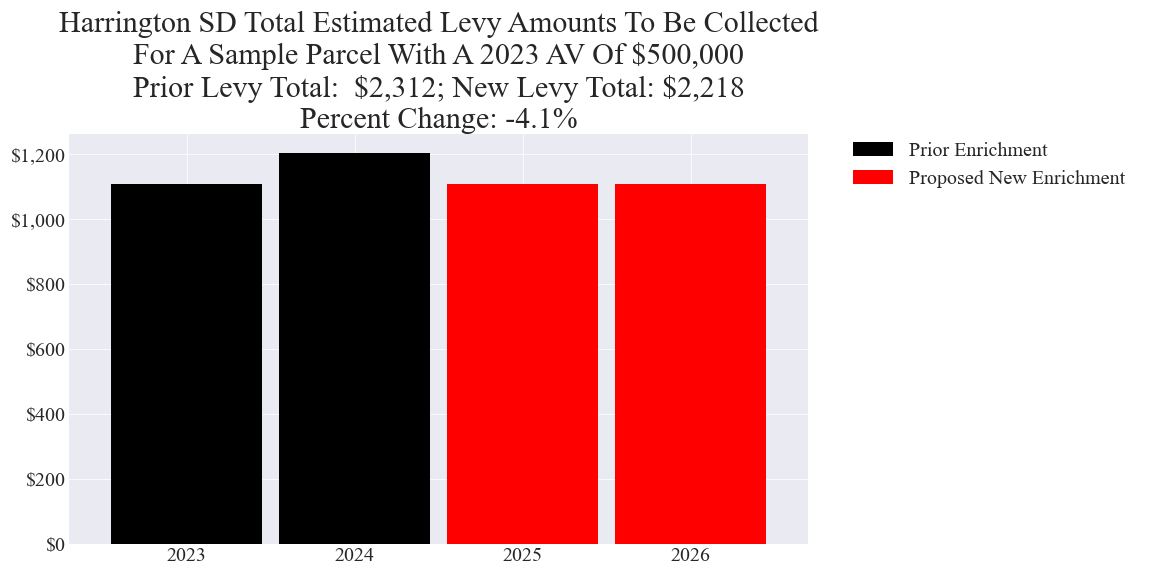 Harrington SD Total Estimated Levy Amounts To Be Collected
For A Sample Parcel With A 2023 AV Of $500,000
Prior Levy Total:  $2,312; New Levy Total: $2,218
Percent Change: -4.1%
Prior Enrichment
Proposed New Enrichment
$1,200
$1,000
$800
$600
$400
$200
$0
2023 2024 2025 2026